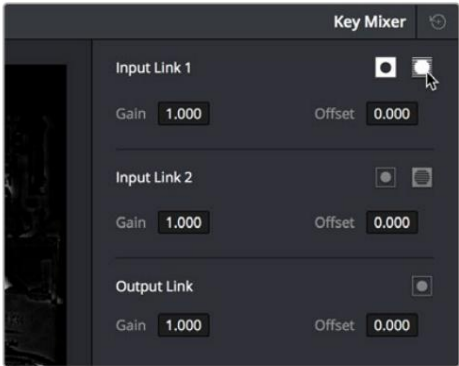 Key Mixer
Input Link 1
Gain 1.000 Offset 0.000
Input Link 2
Gain 1.000 Offset 0.000
Output Link
Gain 1.000 Offset 0.000